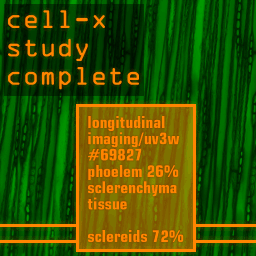 cell-x
study
complete
longitudinal
imaging/uv3w
#69827
phoelem 26%
sclerenchyma
tissue
sclereids 72%